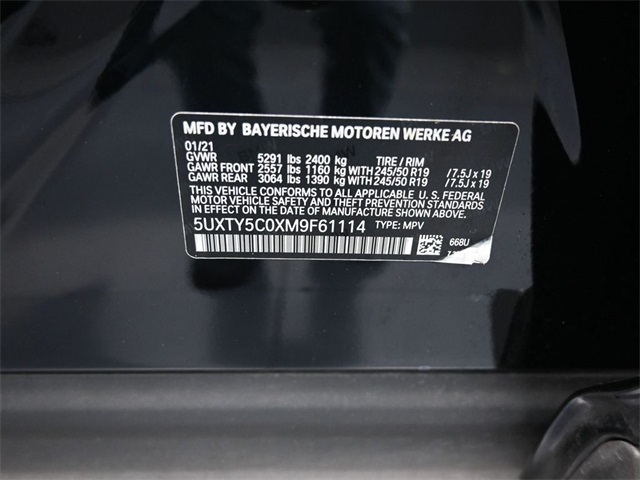 MFD BY BAYERISCHE MOTOREN WERKE AG
01/21
GVWR 5291 lbs 2400 kg TIRE / RIM
GAWR FRONT 2557 lbs 1160 kg WITH 245/50 R19 / 7.5J x 19
GAWR REAR 3064 lbs 1390 kg WITH 245/50 R19 / 7.5J x 19
THIS VEHICLE CONFORMS TO ALL APPLICABLE FEDERAL
MOTOR VEHICLE SAFETY STANDARDS IN EFFECT ON THE
DATE OF MANUFACTURE SHOWN ABOVE. U.S. 21
5UXTY5C0XM9F61114 TYPE: MPV
668U